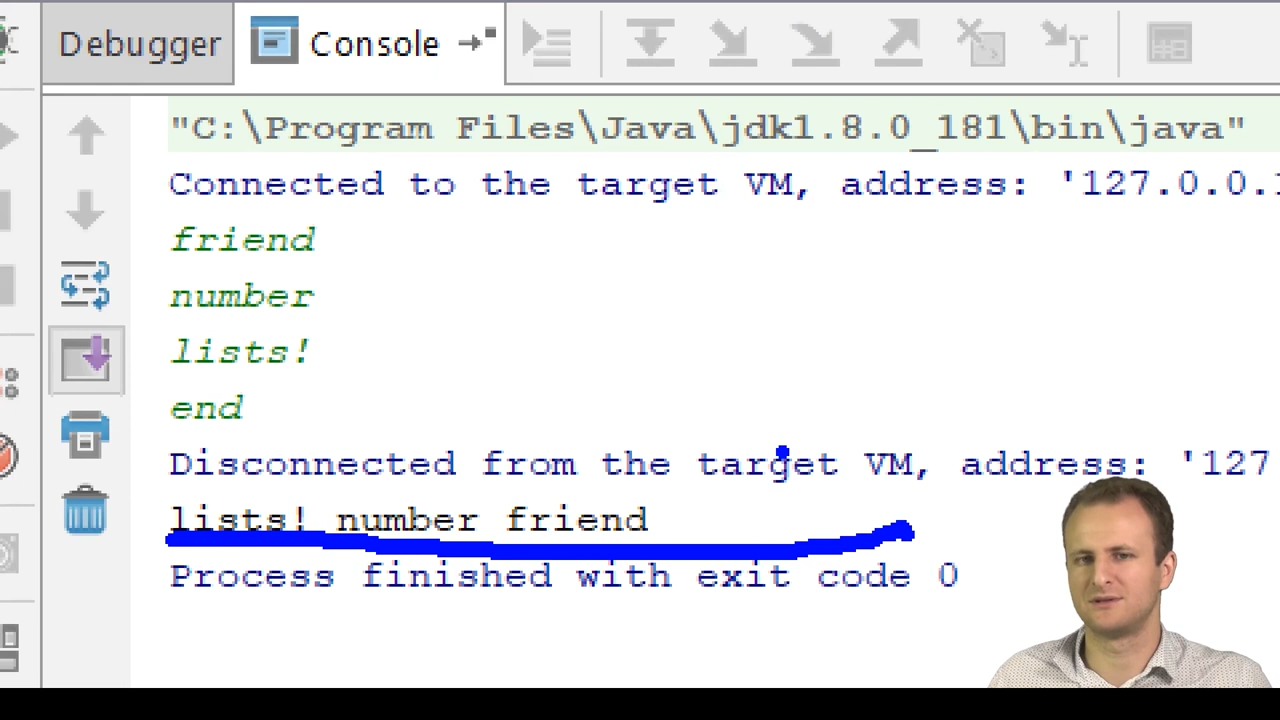 Debugger Console
"C:\Program Files\Java\jdk1.8.0_181\bin\java"
Connected to the target VM, address: '127.0.0.1
friend
number
lists!
end
Disconnected from the target VM, address: '127
lists! number friend
Process finished with exit code 0